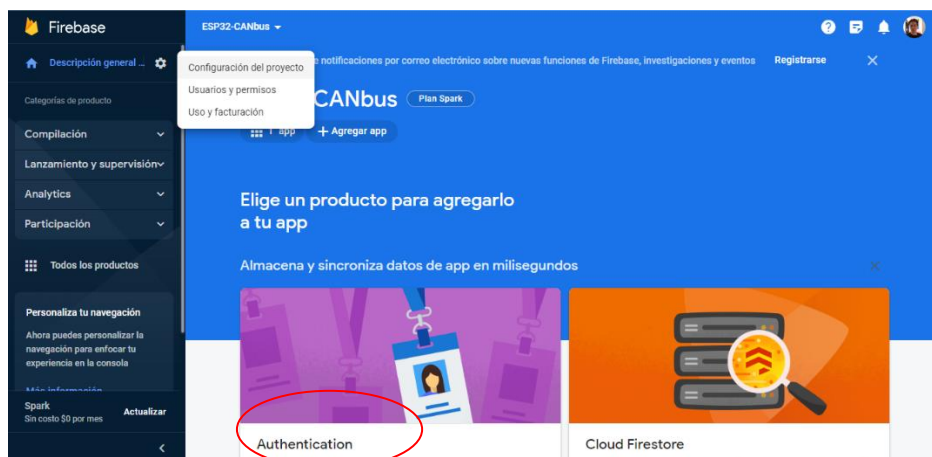 Firebase
ESP32-CANbus
Descripción general ...
Configuración del proyecto
Usuarios y permisos
Uso y facturación
notificaciones por correo electrónico sobre nuevas funciones de Firebase, investigaciones y eventos
Registrarse
CANbus
Plan Spark
1 app
+ Agregar app
Categorías de producto
Compilación
Lanzamiento y supervisión
Analytics
Participación
Todos los productos
Personaliza tu navegación
Ahora puedes personalizar la
navegación para enfocar tu
experiencia en la consola
Más información
Spark
Sin costo $0 por mes
Actualizar
Elige un producto para agregarlo
a tu app
Almacena y sincroniza datos de app en milisegundos
Authentication
Cloud Firestore